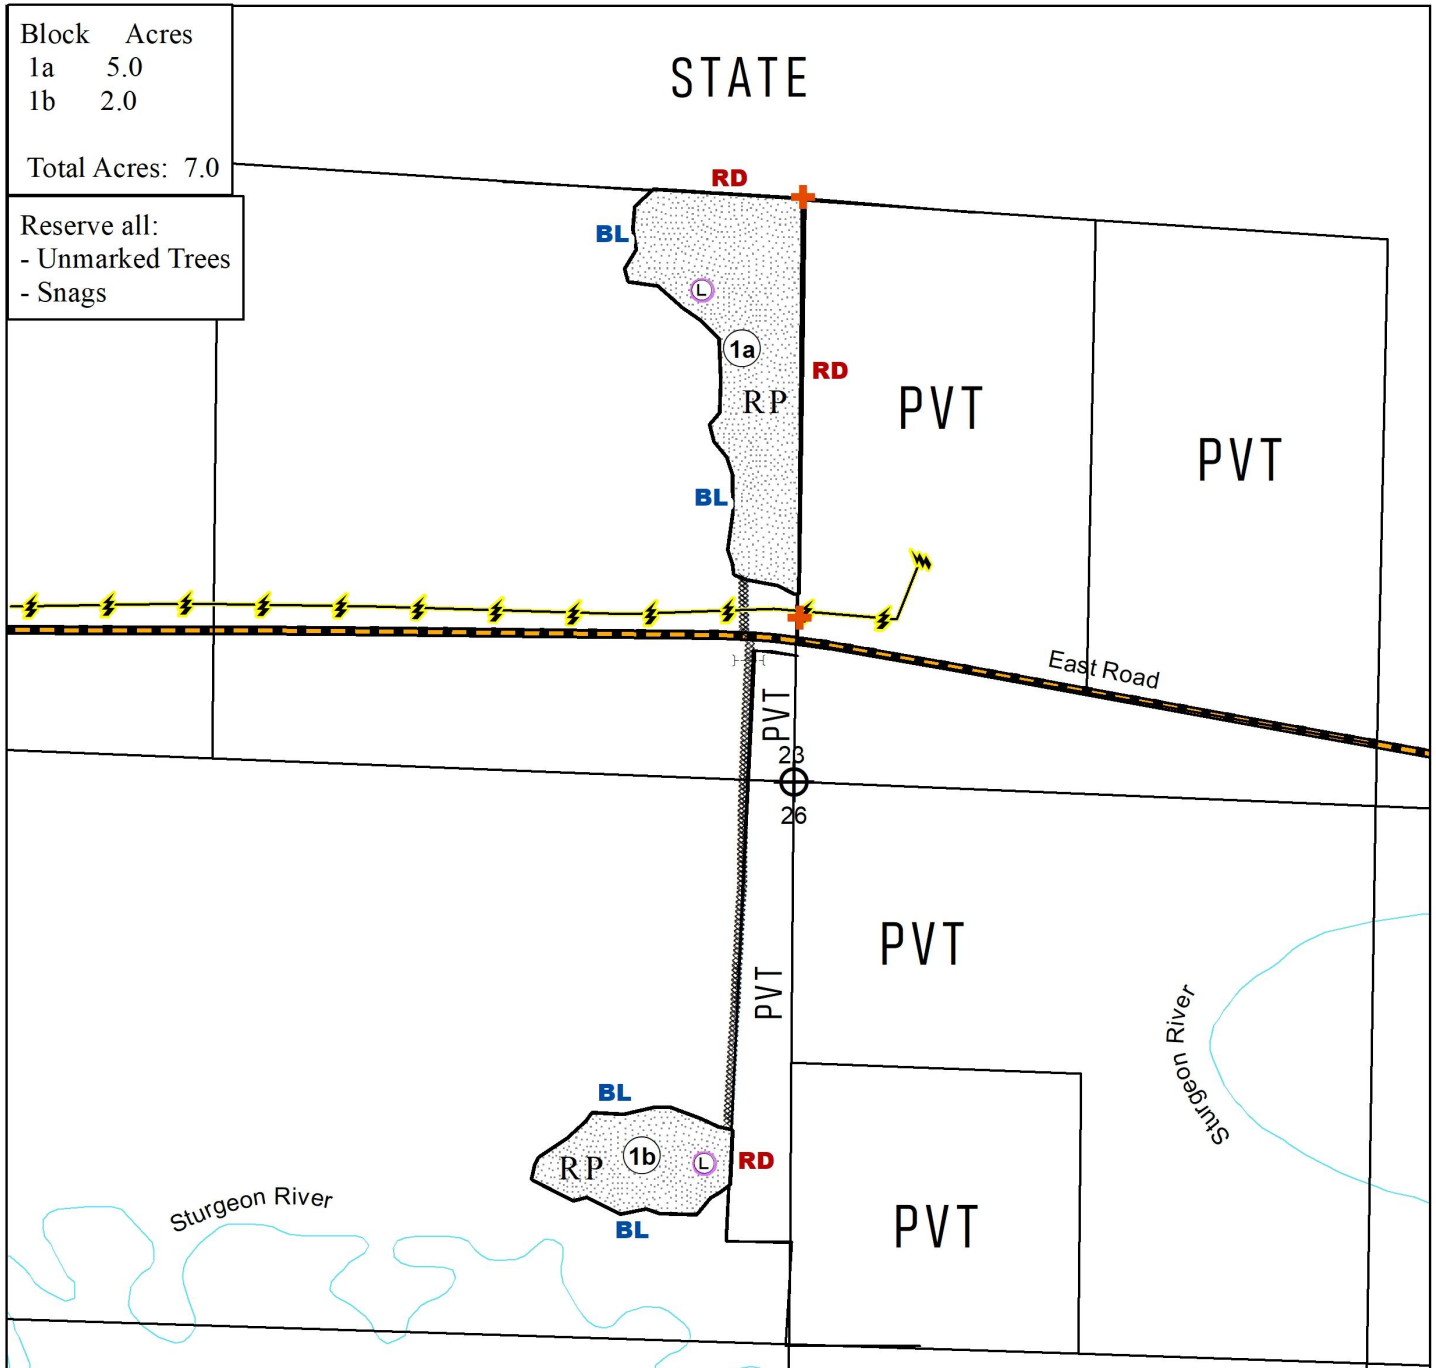 Block Acres
1a 5.0
1b 2.0
Total Acres: 7.0
Reserve all:
- Unmarked Trees
- Snags
STATE
RD
BL
L
1a
RD
RP
PVT
PVT
BL
East Road
PVT
23
26
PVT
PVT
Sturgeon River
BL
1b
RP
L
RD
Sturgeon River
BL
PVT